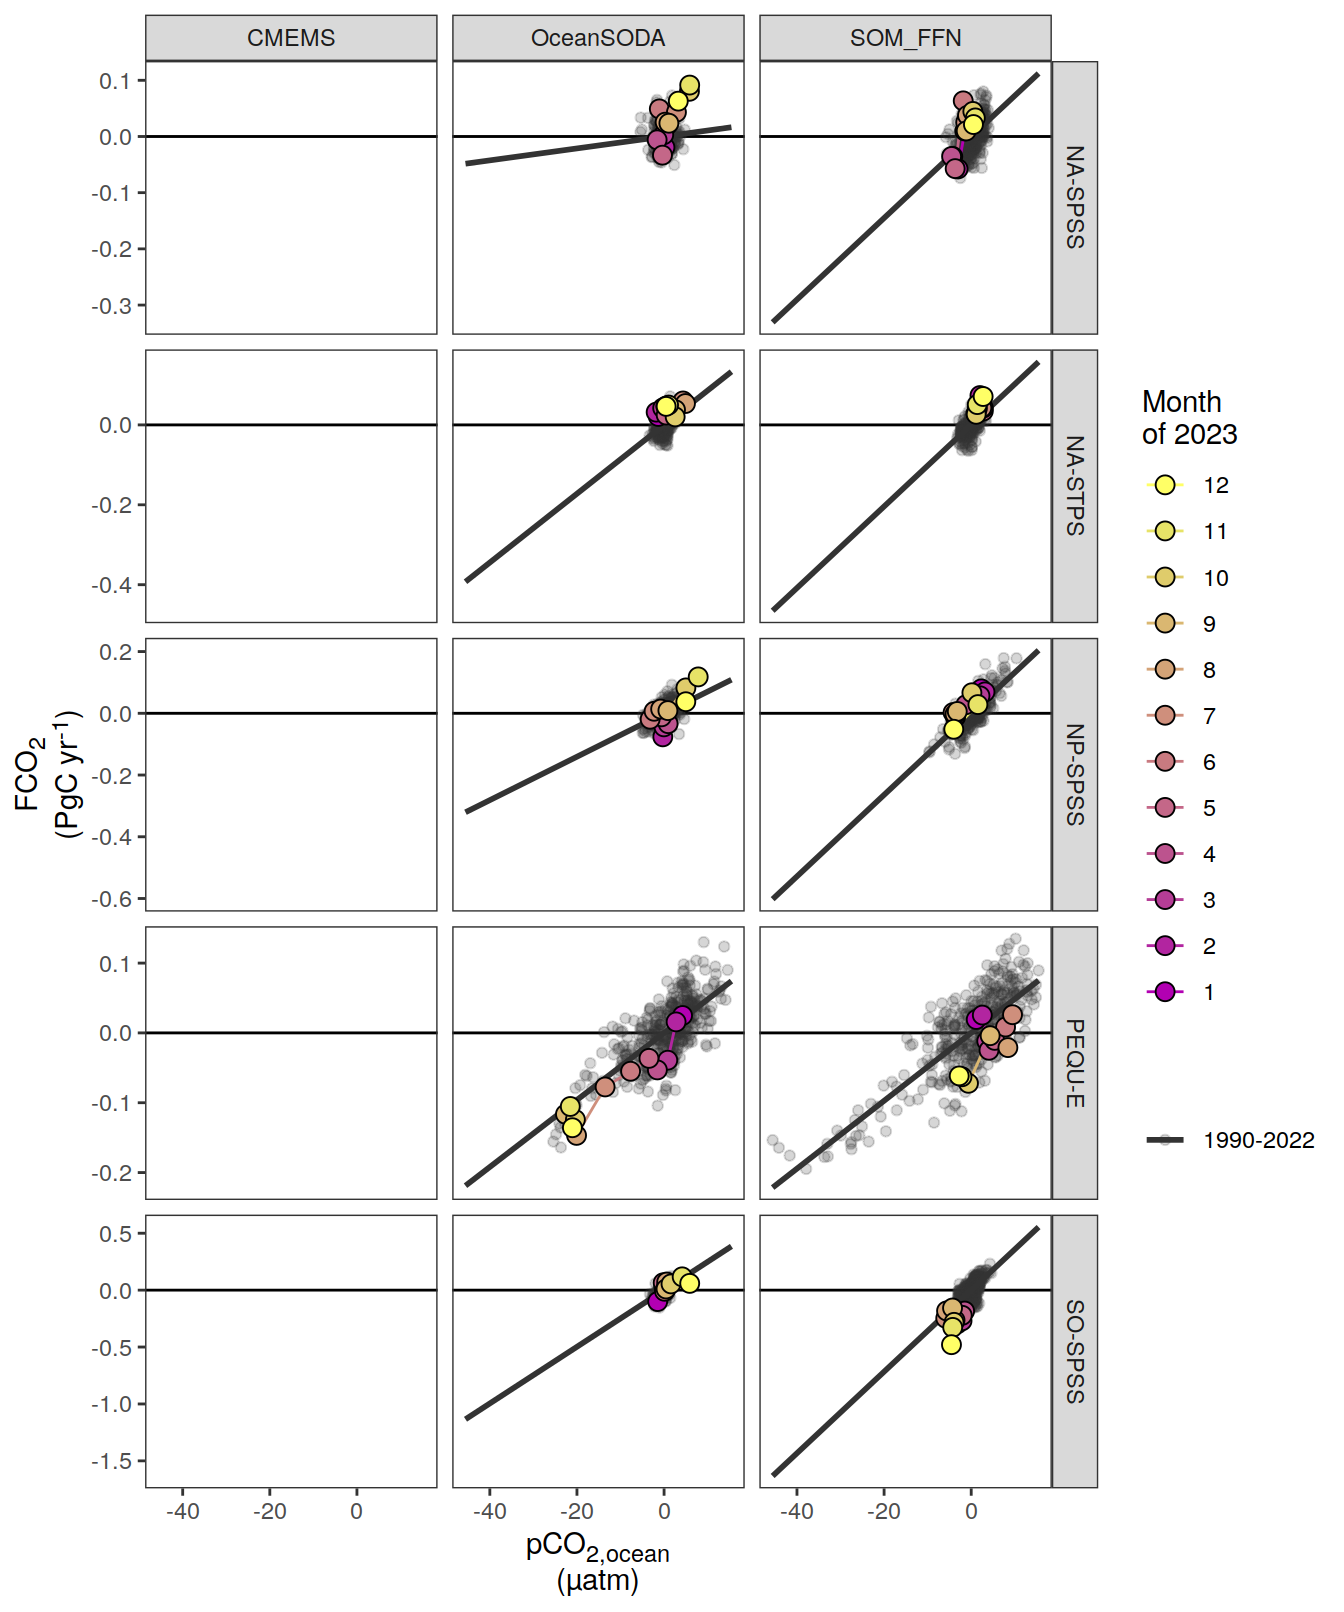 CMEMS
OceanSODA
SOM_FFN
0.1
0.0
-0.1
-0.2
-0.3
NA-SPSS
0.0
-0.2
-0.4
NA-STPS
0.2
0.0
-0.2
-0.4
-0.6
NP-SPSS
0.1
0.0
-0.1
-0.2
PEQU-E
0.5
0.0
-0.5
-1.0
-1.5
SO-SPSS
-40 -20 0
-40 -20 0
-40 -20 0
FCO₂
(PgC yr⁻¹)
pCO₂,ocean
(µatm)
Month
of 2023
12
11
10
9
8
7
6
5
4
3
2
1
1990-2022